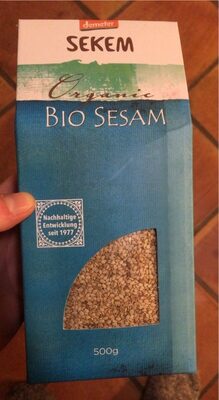 demeter
SEKEM
Organic
BIO SESAM
Nachhaltige
Entwicklung
seit 1977
500g